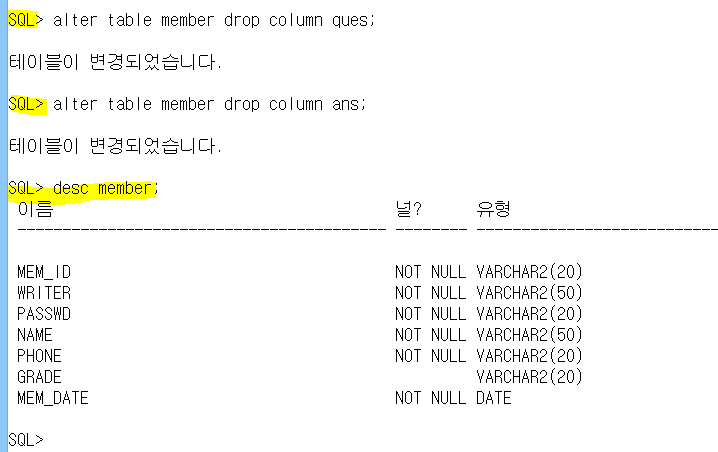 SQL> alter table member drop column ques;
테이블이 변경되었습니다.
SQL> alter table member drop column ans;
테이블이 변경되었습니다.
SQL> desc member;
이름 널? 유형
----------------------------------------- -------- ---------------------------
MEM_ID NOT NULL VARCHAR2(20)
WRITER NOT NULL VARCHAR2(50)
PASSWD NOT NULL VARCHAR2(20)
NAME NOT NULL VARCHAR2(50)
PHONE NOT NULL VARCHAR2(20)
GRADE VARCHAR2(20)
MEM_DATE NOT NULL DATE
SQL>